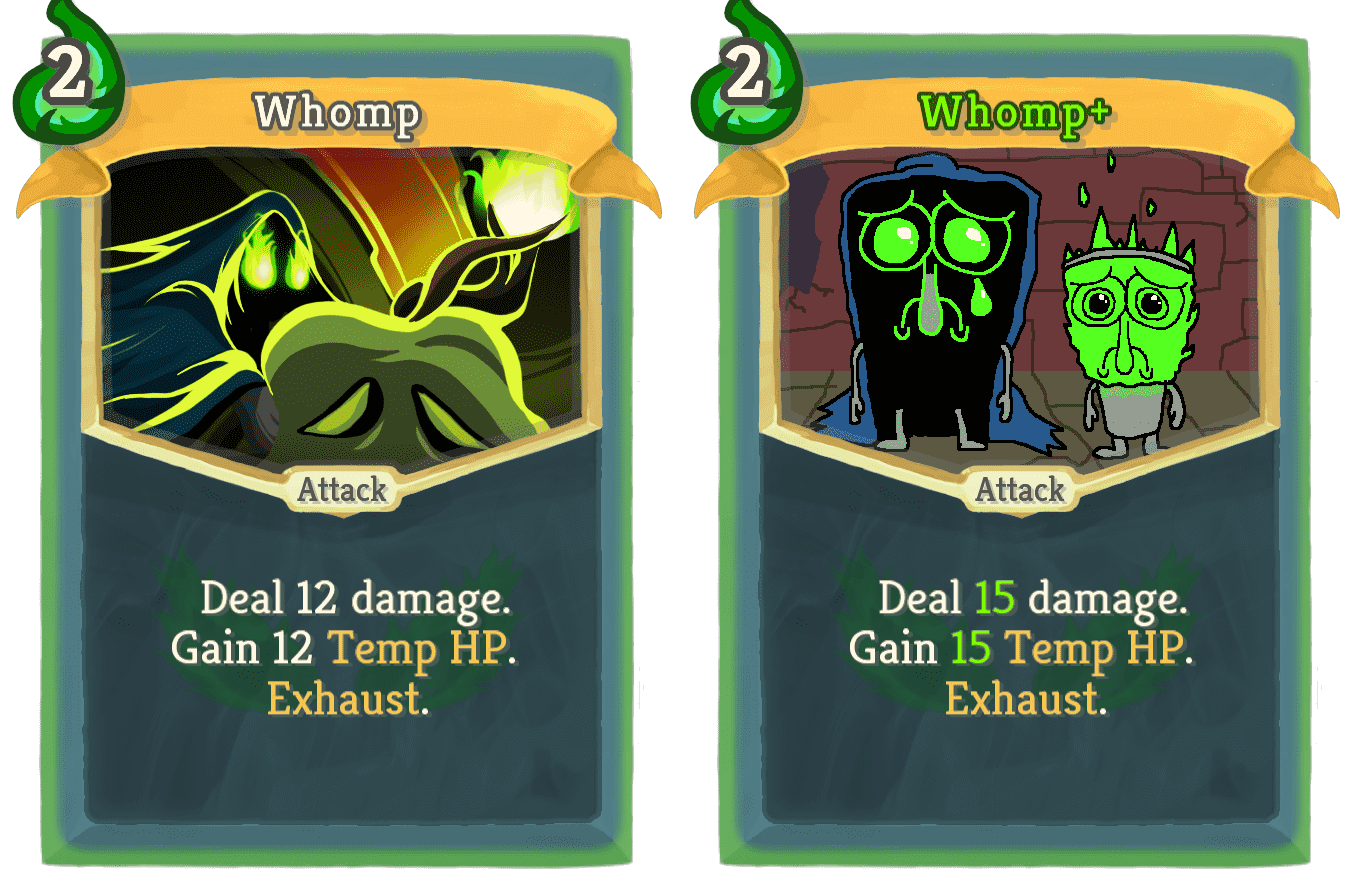 2
Whomp
Attack
Deal 12 damage.
Gain 12 Temp HP.
Exhaust.
2
Whomp+
Attack
Deal 15 damage.
Gain 15 Temp HP.
Exhaust.